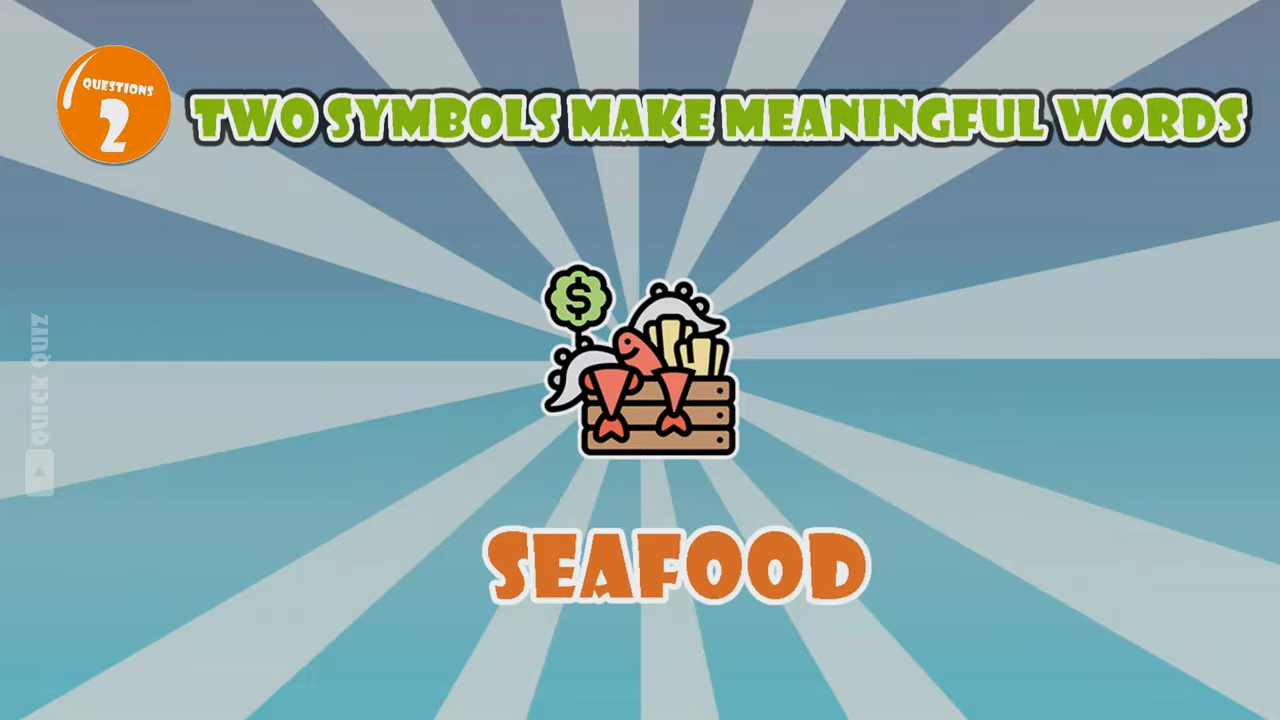 QUESTIONS
2
TWO SYMBOLS MAKE MEANINGFUL WORDS
$
QUICK QUIZ
SEAFOOD